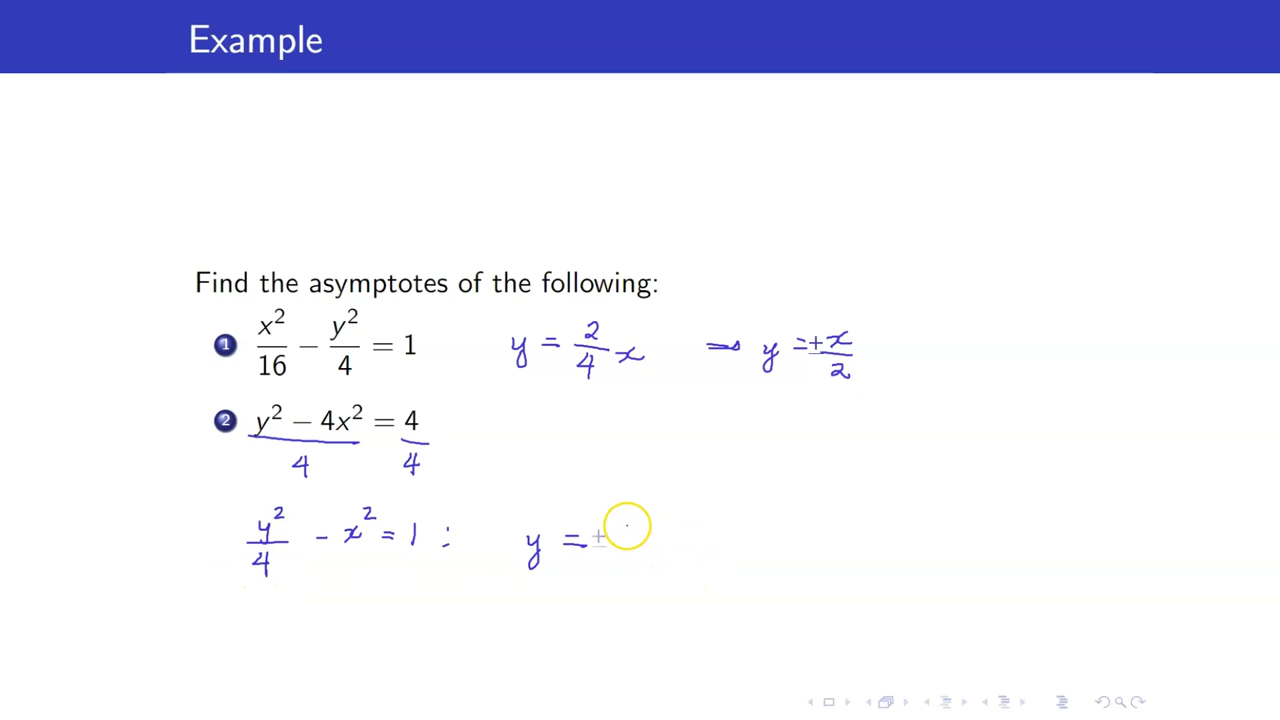 Example
Find the asymptotes of the following:
1 x²/16 − y²/4 = 1 y = 2/4 x ⇒ y = ± x/2
2 y² − 4x² = 4
4 4
y²/4 − x² = 1 : y = ±